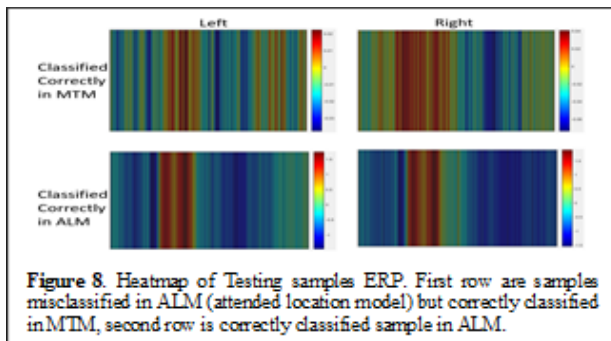 Left
Right
Classified
Correctly
in MTM
Classified
Correctly
in ALM
Figure 8. Heatmap of Testing samples ERP. First row are samples
misclassified in ALM (attended location model) but correctly classified
in MTM, second row is correctly classified sample in ALM.